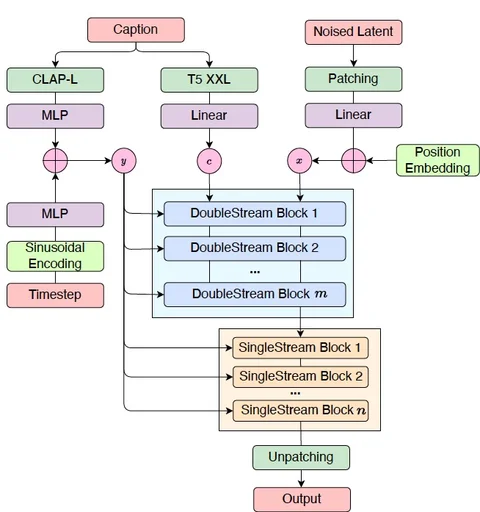 Caption
Noised Latent
CLAP-L
T5 XXL
Patching
MLP
Linear
Linear
y
c
x
Position
Embedding
MLP
Sinusoidal
Encoding
Timestep
DoubleStream Block 1
DoubleStream Block 2
...
DoubleStream Block m
SingleStream Block 1
SingleStream Block 2
...
SingleStream Block n
Unpatching
Output